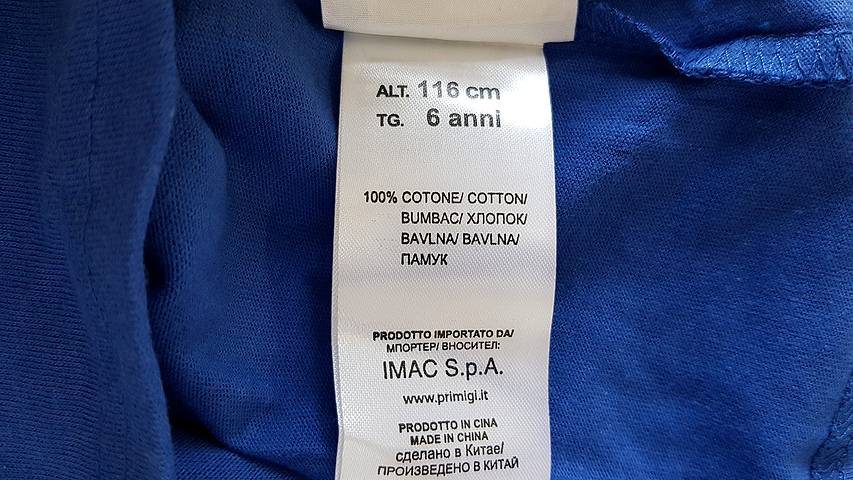 ALT. 116 cm
TG. 6 anni
100% COTONE/ COTTON/
BUMBAC/ ХЛОПОК/
BAVLNA/ BAVLNA/
ПАМУК
PRODOTTO IMPORTATO DA/
МПОРТЕР/ ВНОСИТЕЛ:
IMAC S.p.A.
www.primigi.it
PRODOTTO IN CINA
MADE IN CHINA
сделано в Китае/
ПРОИЗВЕДЕНО В КИТАЙ